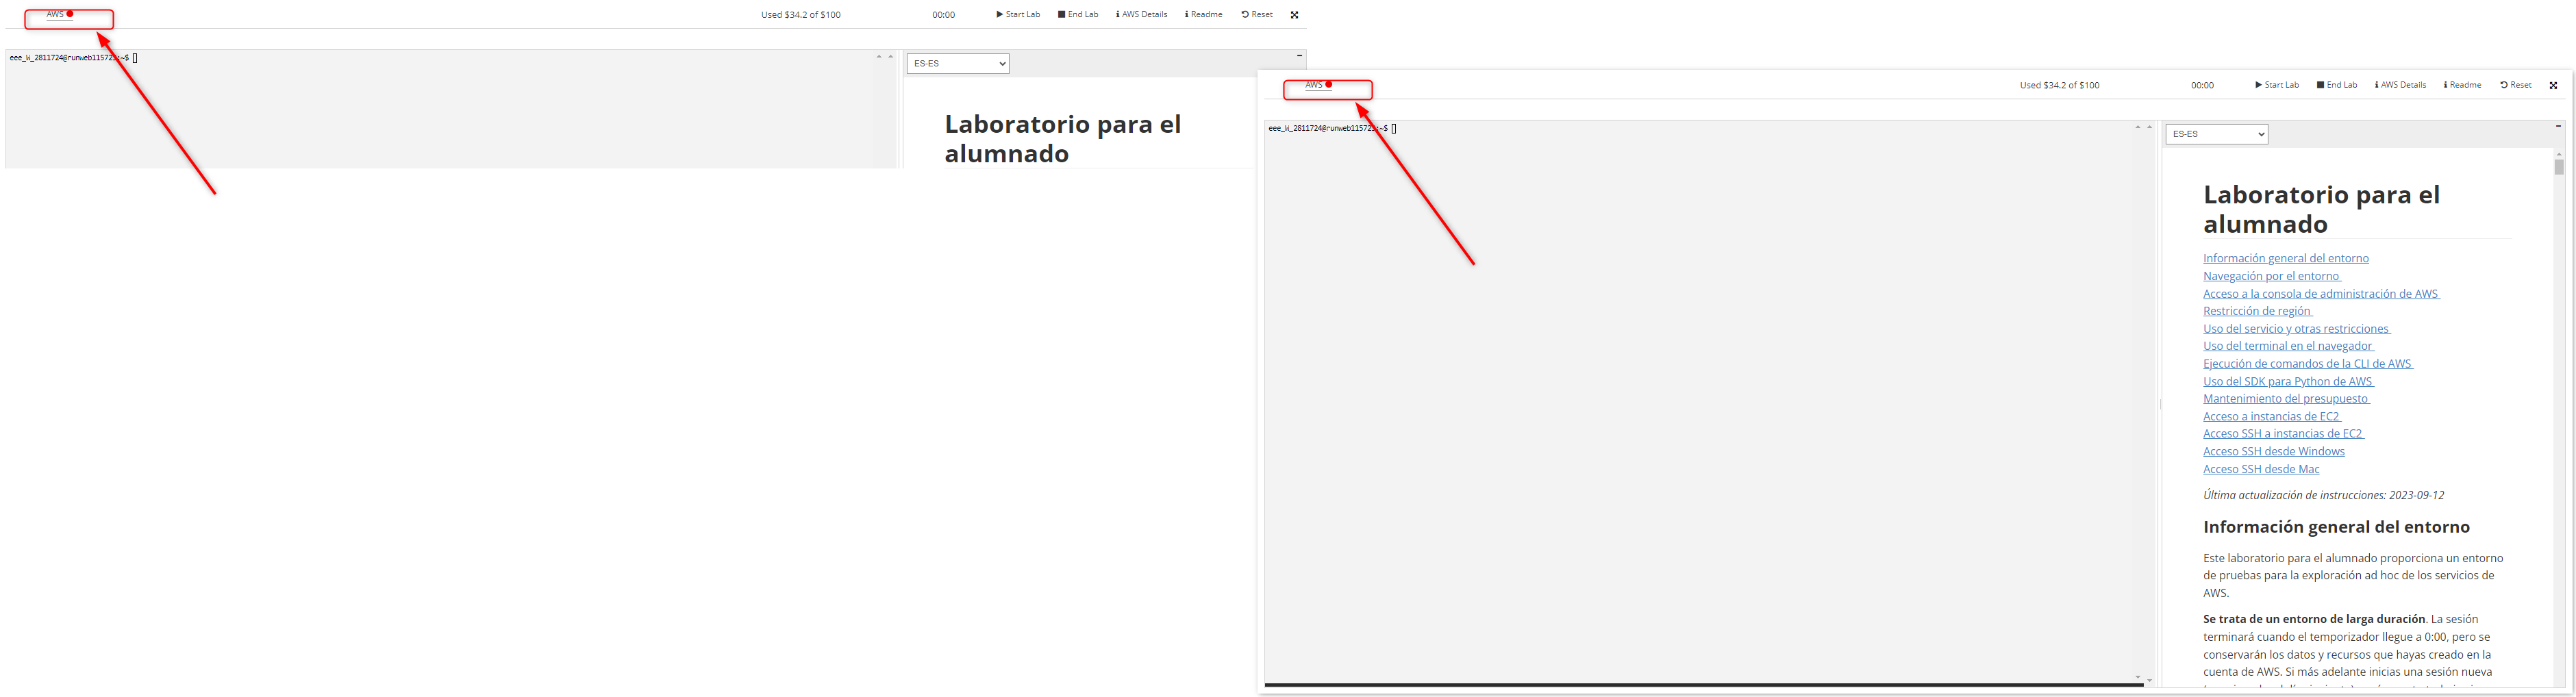 AWS
Used $34.2 of $100
00:00
Start Lab
End Lab
AWS Details
Readme
Reset
eee_W_2811724@runweb11572:~$
ES-ES
Laboratorio para el
alumnado
AWS
Used $34.2 of $100
00:00
Start Lab
End Lab
AWS Details
Readme
Reset
eee_W_2811724@runweb11572:~$
ES-ES
Laboratorio para el
alumnado
Información general del entorno
Navegación por el entorno
Acceso a la consola de administración de AWS
Restricción de región
Uso del servicio y otras restricciones
Uso del terminal en el navegador
Ejecución de comandos de la CLI de AWS
Uso del SDK para Python de AWS
Mantenimiento del presupuesto
Acceso a instancias de EC2
Acceso SSH a instancias de EC2
Acceso SSH desde Windows
Acceso SSH desde Mac
Última actualización de instrucciones: 2023-09-12
Información general del entorno
Este laboratorio para el alumnado proporciona un entorno
de pruebas para la exploración ad hoc de los servicios de
AWS.
Se trata de un entorno de larga duración. La sesión
terminará cuando el temporizador llegue a 0:00, pero se
conservarán los datos y recursos que hayas creado en la
cuenta de AWS. Si más adelante inicias una sesión nueva